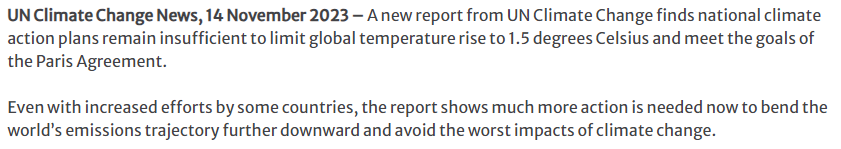 UN Climate Change News, 14 November 2023 – A new report from UN Climate Change finds national climate
action plans remain insufficient to limit global temperature rise to 1.5 degrees Celsius and meet the goals of
the Paris Agreement.
Even with increased efforts by some countries, the report shows much more action is needed now to bend the
world's emissions trajectory further downward and avoid the worst impacts of climate change.